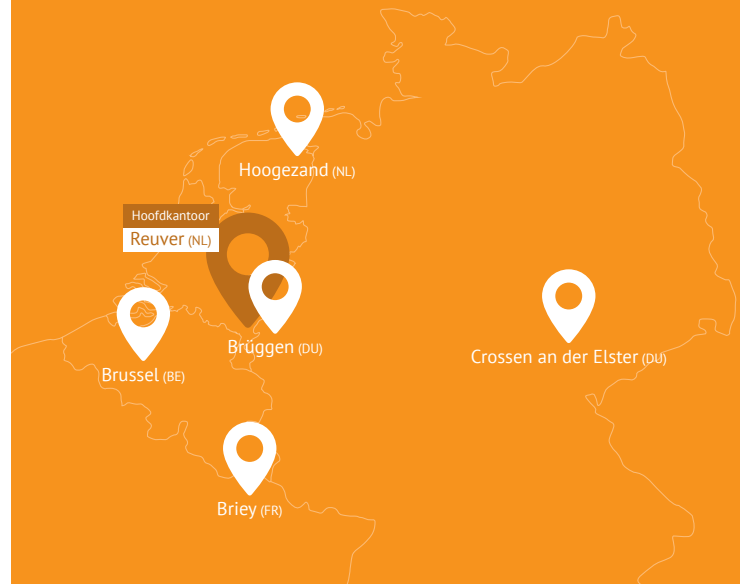 Hoogezand (NL)
Hoofdkantoor
Reuver (NL)
Brüggen (DU)
Crossen an der Elster (DU)
Brussel (BE)
Briey (FR)